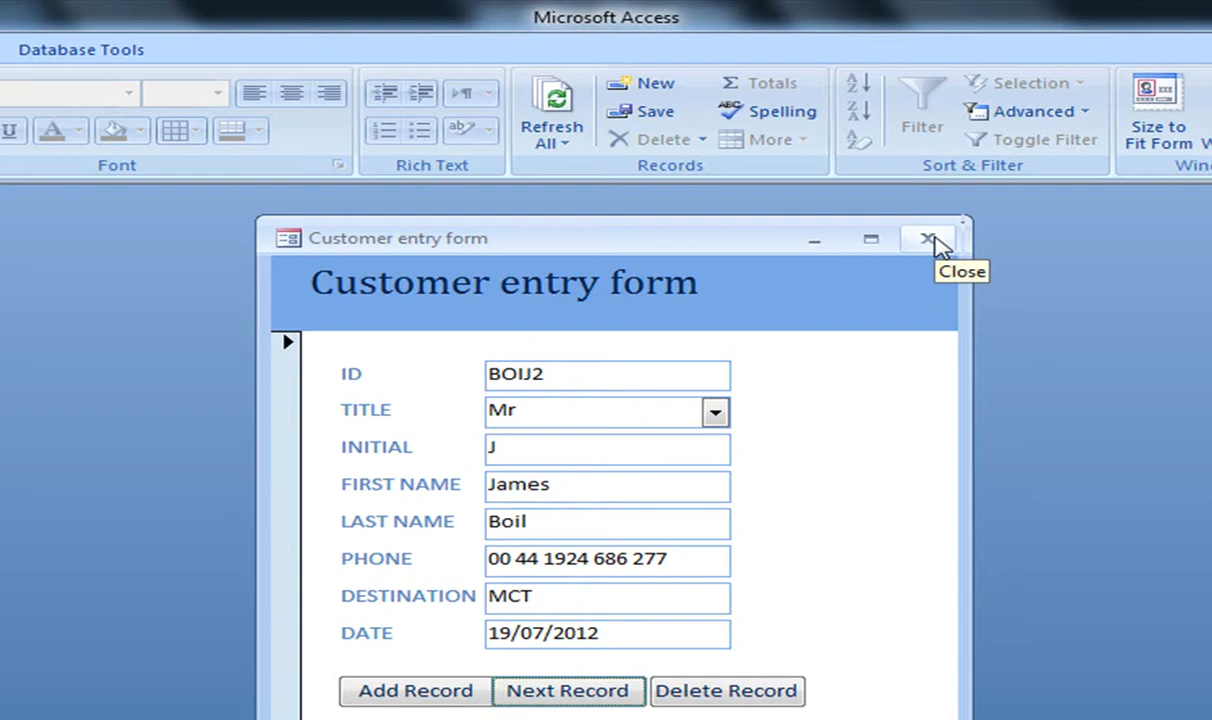 Microsoft Access
Database Tools
New
Totals
Selection
Save
Spelling
Advanced
Refresh All
Delete
More
Filter
Toggle Filter
Size to Fit Form
U
A
Font
Rich Text
Records
Sort & Filter
Customer entry form
Close
Customer entry form
ID BOIJ2
TITLE Mr
INITIAL J
FIRST NAME James
LAST NAME Boil
PHONE 00 44 1924 686 277
DESTINATION MCT
DATE 19/07/2012
Add Record Next Record Delete Record